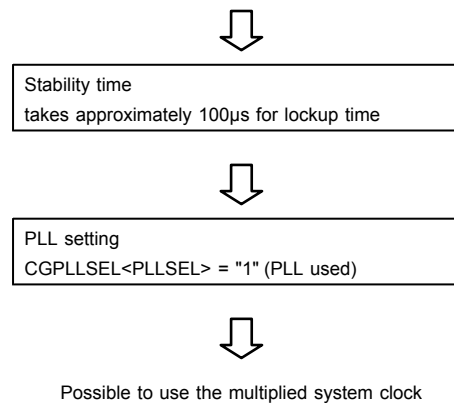 Stability time
takes approximately 100μs for lockup time
PLL setting
CGPLLSEL<PLLSEL> = "1" (PLL used)
Possible to use the multiplied system clock